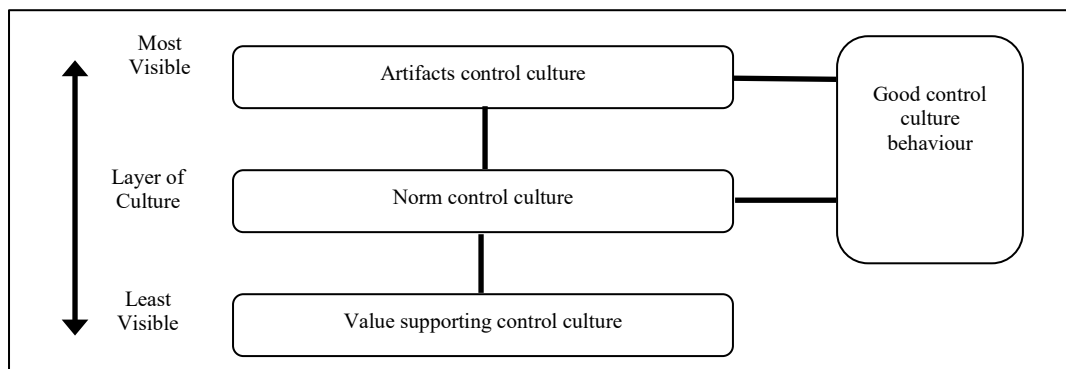 Most
Visible
Artifacts control culture
Good control
culture
behaviour
Layer of
Culture
Norm control culture
Least
Visible
Value supporting control culture